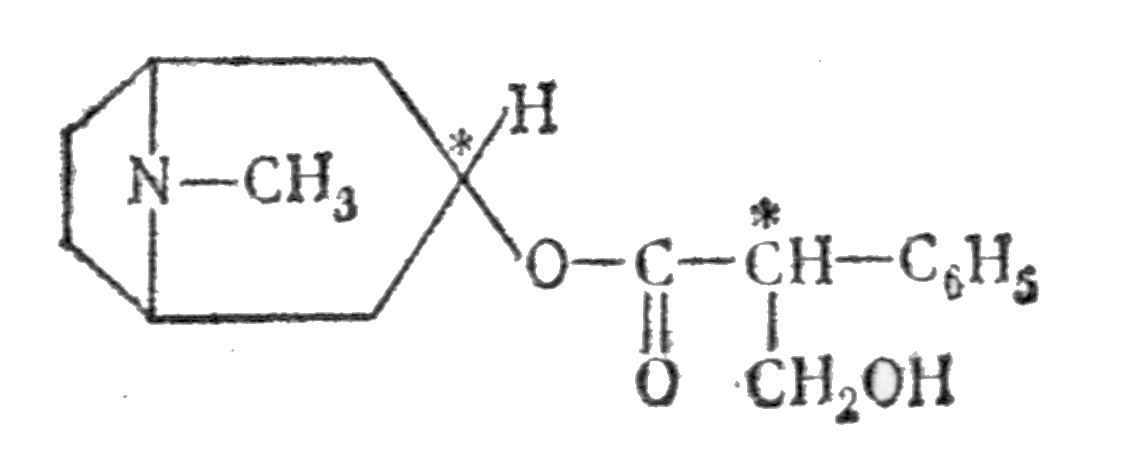 H
*
N—CH₃
*
O—C—CH—C₆H₅
O CH₂OH